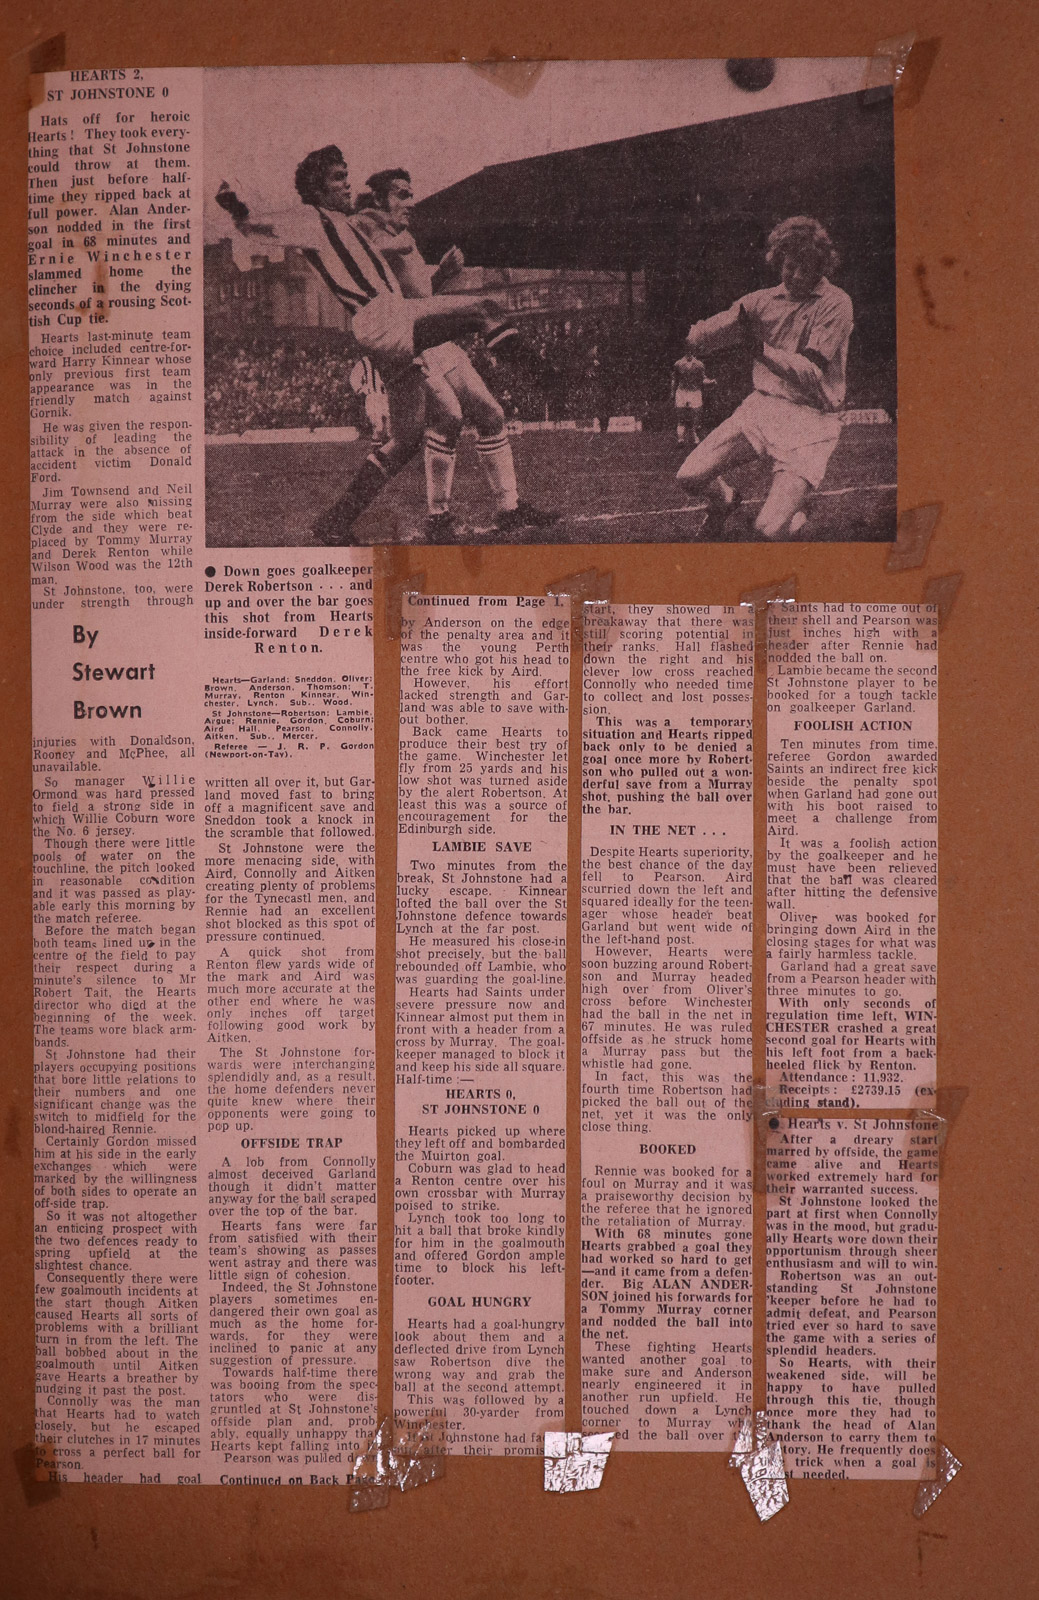 HEARTS 2,
ST JOHNSTONE 0
Hats off for heroic
Hearts! They took every-
thing that St Johnstone
could throw at them.
Then just before half-
time they ripped back at
full power. Alan Ander-
son nodded in the first
goal in 68 minutes and
Ernie Winchester
slammed home the
clincher in the dying
seconds of a rousing Scot-
tish Cup tie.
Hearts last-minute team
choice included centre-for-
ward Harry Kinnear whose
only previous first team
appearance was in the
friendly match against
Gornik.
He was given the respon-
sibility of leading the
attack in the absence of
accident victim Donald
Ford.
Jim Townsend and Neil
Murray were also missing
from the side which beat
Clyde and they were re-
placed by Tommy Murray
and Derek Renton while
Wilson Wood was the 12th
man.
St Johnstone, too, were
under strength through
By
Stewart
Brown
injuries with Donaldson,
Rooney and McPhee, all
unavailable.
So manager Willie
Ormond was hard pressed
to field a strong side in
which Willie Coburn wore
the No. 6 jersey.
Though there were little
pools of water on the
touchline, the pitch looked
in reasonable condition
and it was passed as play-
able early this morning by
the match referee.
Before the match began
both teams lined up in the
centre of the field to pay
their respect during a
minute's silence to Mr
Robert Tait, the Hearts
director who died at the
beginning of the week.
The teams wore black arm-
bands.
St Johnstone had their
players occupying positions
that bore little relations to
their numbers and one
significant change was the
switch to midfield for the
blond-haired Rennie.
Certainly Gordon missed
him at his side in the early
exchanges which were
marked by the willingness
of both sides to operate an
off-side trap.
So it was not altogether
an enticing prospect with
the two defences ready to
spring upfield at the
slightest chance.
Consequently there were
few goalmouth incidents at
the start though Aitken
caused Hearts all sorts of
problems with a brilliant
turn in from the left. The
ball bobbed about in the
goalmouth until Aitken
gave Hearts a breather by
nudging it past the post.
Connolly was the man
that Hearts had to watch
closely, but he escaped
their clutches in 17 minutes
to cross a perfect ball for
Pearson.
His header had goal
● Down goes goalkeeper
Derek Robertson . . . and
up and over the bar goes
this shot from Hearts
inside-forward Derek
Renton.
Hearts—Garland; Sneddon, Oliver;
Brown, Anderson, Thomson; T.
Murray, Renton Kinnear, Win-
chester, Lynch. Sub., Wood.
St Johnstone—Robertson; Lambie,
Argue; Rennie, Gordon, Coburn;
Aird Hall, Pearson, Connolly,
Aitken. Sub., Mercer.
Referee — J. R. P. Gordon
(Newport-on-Tay).
written all over it, but Gar-
land moved fast to bring
off a magnificent save and
Sneddon took a knock in
the scramble that followed.
St Johnstone were the
more menacing side, with
Aird, Connolly and Aitken
creating plenty of problems
for the Tynecastl men, and
Rennie had an excellent
shot blocked as this spot of
pressure continued.
A quick shot from
Renton flew yards wide of
the mark and Aird was
much more accurate at the
other end where he was
only inches off target
following good work by
Aitken.
The St Johnstone for-
wards were interchanging
splendidly and, as a result,
the home defenders never
quite knew where their
opponents were going to
pop up.
OFFSIDE TRAP
A lob from Connolly
almost deceived Garland
though it didn't matter
anyway for the ball scraped
over the top of the bar.
Hearts fans were far
from satisfied with their
team's showing as passes
went astray and there was
little sign of cohesion.
Indeed, the St Johnstone
players sometimes en-
dangered their own goal as
much as the home for-
wards, for they were
inclined to panic at any
suggestion of pressure.
Towards half-time there
was booing from the spec-
tators who were dis-
gruntled at St Johnstone's
offside plan and, prob-
ably, equally unhappy that
Hearts kept falling into
Pearson was pulled down
Continued on Back Page
Continued from Page 1.
by Anderson on the edge
of the penalty area and it
was the young Perth
centre who got his head to
the free kick by Aird.
However, his effort
lacked strength and Gar-
land was able to save with-
out bother.
Back came Hearts to
produce their best try of
the game. Winchester let
fly from 25 yards and his
low shot was turned aside
by the alert Robertson. At
least this was a source of
encouragement for the
Edinburgh side.
LAMBIE SAVE
Two minutes from the
break, St Johnstone had a
lucky escape. Kinnear
lofted the ball over the St
Johnstone defence towards
Lynch at the far post.
He measured his close-in
shot precisely, but the ball
rebounded off Lambie, who
was guarding the goal-line.
Hearts had Saints under
severe pressure now and
Kinnear almost put them in
front with a header from a
cross by Murray. The goal-
keeper managed to block it
and keep his side all square.
Half-time :—
HEARTS 0,
ST JOHNSTONE 0
Hearts picked up where
they left off and bombarded
the Muirton goal.
Coburn was glad to head
a Renton centre over his
own crossbar with Murray
poised to strike.
Lynch took too long to
hit a ball that broke kindly
for him in the goalmouth
and offered Gordon ample
time to block his left-
footer.
GOAL HUNGRY
Hearts had a goal-hungry
look about them and a
deflected drive from Lynch
saw Robertson dive the
wrong way and grab the
ball at the second attempt.
This was followed by a
powerful 30-yarder from
Winchester.
If St Johnstone had
after their promis
start, they showed in a
breakaway that there was
still scoring potential in
their ranks. Hall flashed
down the right and his
clever low cross reached
Connolly who needed time
to collect and lost posses-
sion.
This was a temporary
situation and Hearts ripped
back only to be denied a
goal once more by Robert-
son who pulled out a won-
derful save from a Murray
shot, pushing the ball over
the bar.
IN THE NET . . .
Despite Hearts superiority,
the best chance of the day
fell to Pearson. Aird
scurried down the left and
squared ideally for the teen-
ager whose header beat
Garland but went wide of
the left-hand post.
However, Hearts were
soon buzzing around Robert-
son and Murray headed
high over from Oliver's
cross before Winchester
had the ball in the net in
67 minutes. He was ruled
offside as he struck home
a Murray pass but the
whistle had gone.
In fact, this was the
fourth time Robertson had
picked the ball out of the
net, yet it was the only
close thing.
BOOKED
Rennie was booked for a
foul on Murray and it was
a praiseworthy decision by
the referee that he ignored
the retaliation of Murray.
With 68 minutes gone
Hearts grabbed a goal they
had worked so hard to get
—and it came from a defen-
der. Big ALAN ANDER-
SON joined his forwards for
a Tommy Murray corner
and nodded the ball into
the net.
These fighting Hearts
wanted another goal to
make sure and Anderson
nearly engineered it in
another run upfield. He
touched down a Lynch
corner to Murray who
the ball over
Saints had to come out of
their shell and Pearson was
just inches high with a
header after Rennie had
nodded the ball on.
Lambie became the second
St Johnstone player to be
booked for a tough tackle
on goalkeeper Garland.
FOOLISH ACTION
Ten minutes from time,
referee Gordon awarded
Saints an indirect free kick
beside the penalty spot
when Garland had gone out
with his boot raised to
meet a challenge from
Aird.
It was a foolish action
by the goalkeeper and he
must have been relieved
that the ball was cleared
after hitting the defensive
wall.
Oliver was booked for
bringing down Aird in the
closing stages for what was
a fairly harmless tackle.
Garland had a great save
from a Pearson header with
three minutes to go.
With only seconds of
regulation time left, WIN-
CHESTER crashed a great
second goal for Hearts with
his left foot from a back-
heeled flick by Renton.
Attendance: 11,932.
Receipts: £2739.15 (ex-
cluding stand).
● Hearts v. St Johnstone
After a dreary start
marred by offside, the game
came alive and Hearts
worked extremely hard for
their warranted success.
St Johnstone looked the
part at first when Connolly
was in the mood, but gradu-
ally Hearts wore down their
opportunism through sheer
enthusiasm and will to win.
Robertson was an out-
standing St Johnstone
'keeper before he had to
admit defeat, and Pearson
tried ever so hard to save
the game with a series of
splendid headers.
So Hearts, with their
weakened side, will be
happy to have pulled
through this tie, though
once more they had to
thank the head of Alan
Anderson to carry them to
victory. He frequently does
trick when a goal is
needed.